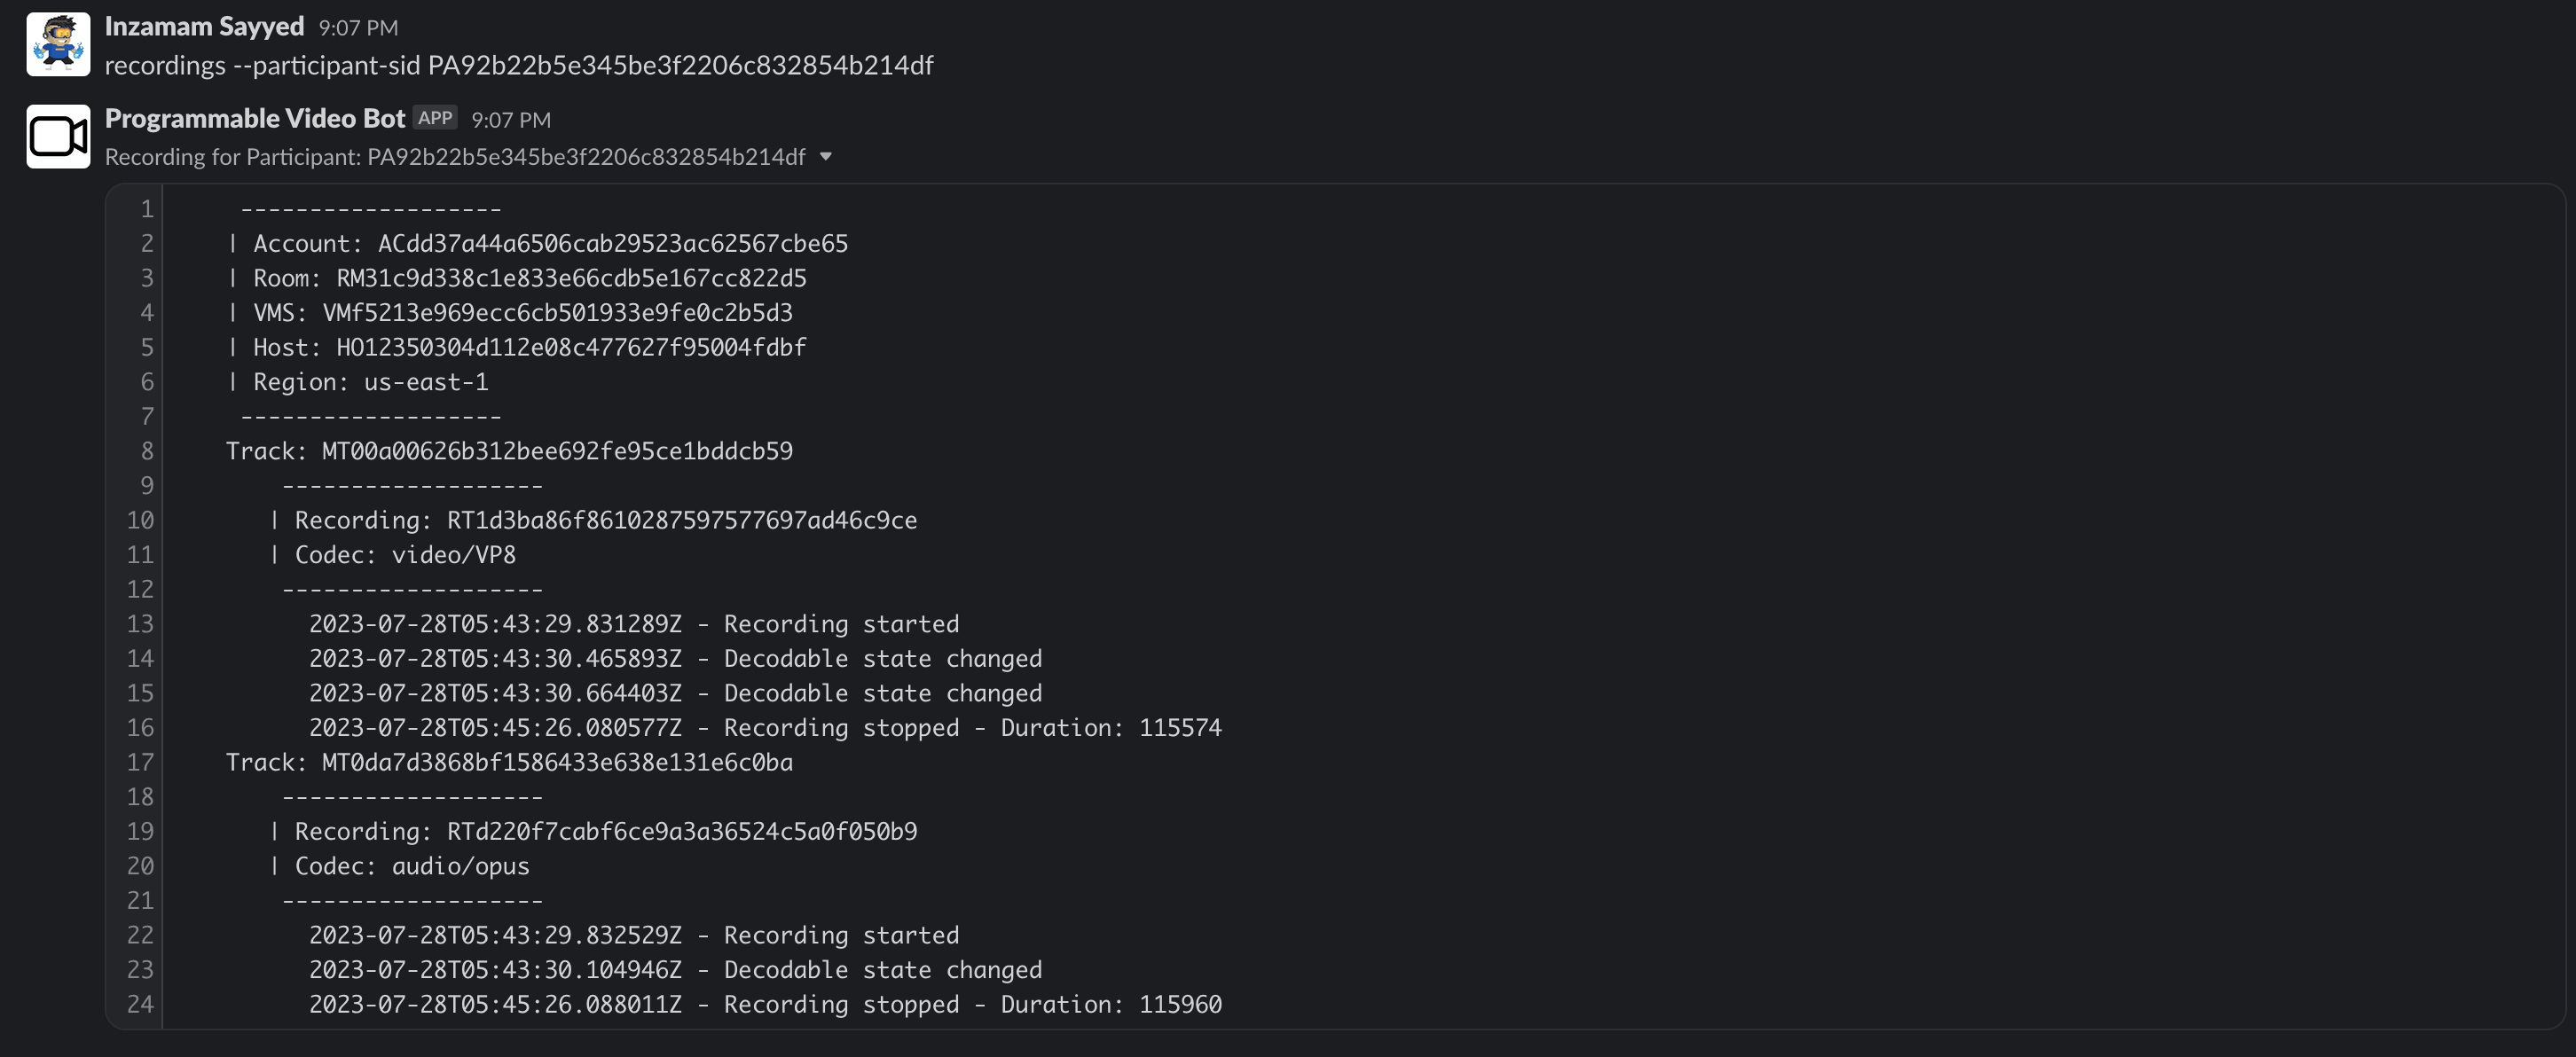 Inzamam Sayyed 9:07 PM
recordings --participant-sid PA92b22b5e345be3f2206c832854b214df
Programmable Video Bot APP 9:07 PM
Recording for Participant: PA92b22b5e345be3f2206c832854b214df
1 -------------------
2 | Account: ACdd37a44a6506cab29523ac62567cbe65
3 | Room: RM31c9d338c1e833e66cdb5e167cc822d5
4 | VMS: VMf5213e969ecc6cb501933e9fe0c2b5d3
5 | Host: HO12350304d112e08c477627f95004fdbf
6 | Region: us-east-1
7 -------------------
8 Track: MT00a00626b312bee692fe95ce1bddcb59
9 -------------------
10 | Recording: RT1d3ba86f8610287597577697ad46c9ce
11 | Codec: video/VP8
12 -------------------
13 2023-07-28T05:43:29.831289Z - Recording started
14 2023-07-28T05:43:30.465893Z - Decodable state changed
15 2023-07-28T05:43:30.664403Z - Decodable state changed
16 2023-07-28T05:45:26.080577Z - Recording stopped - Duration: 115574
17 Track: MT0da7d3868bf1586433e638e131e6c0ba
18 -------------------
19 | Recording: RTd220f7cabf6ce9a3a36524c5a0f050b9
20 | Codec: audio/opus
21 -------------------
22 2023-07-28T05:43:29.832529Z - Recording started
23 2023-07-28T05:43:30.104946Z - Decodable state changed
24 2023-07-28T05:45:26.088011Z - Recording stopped - Duration: 115960